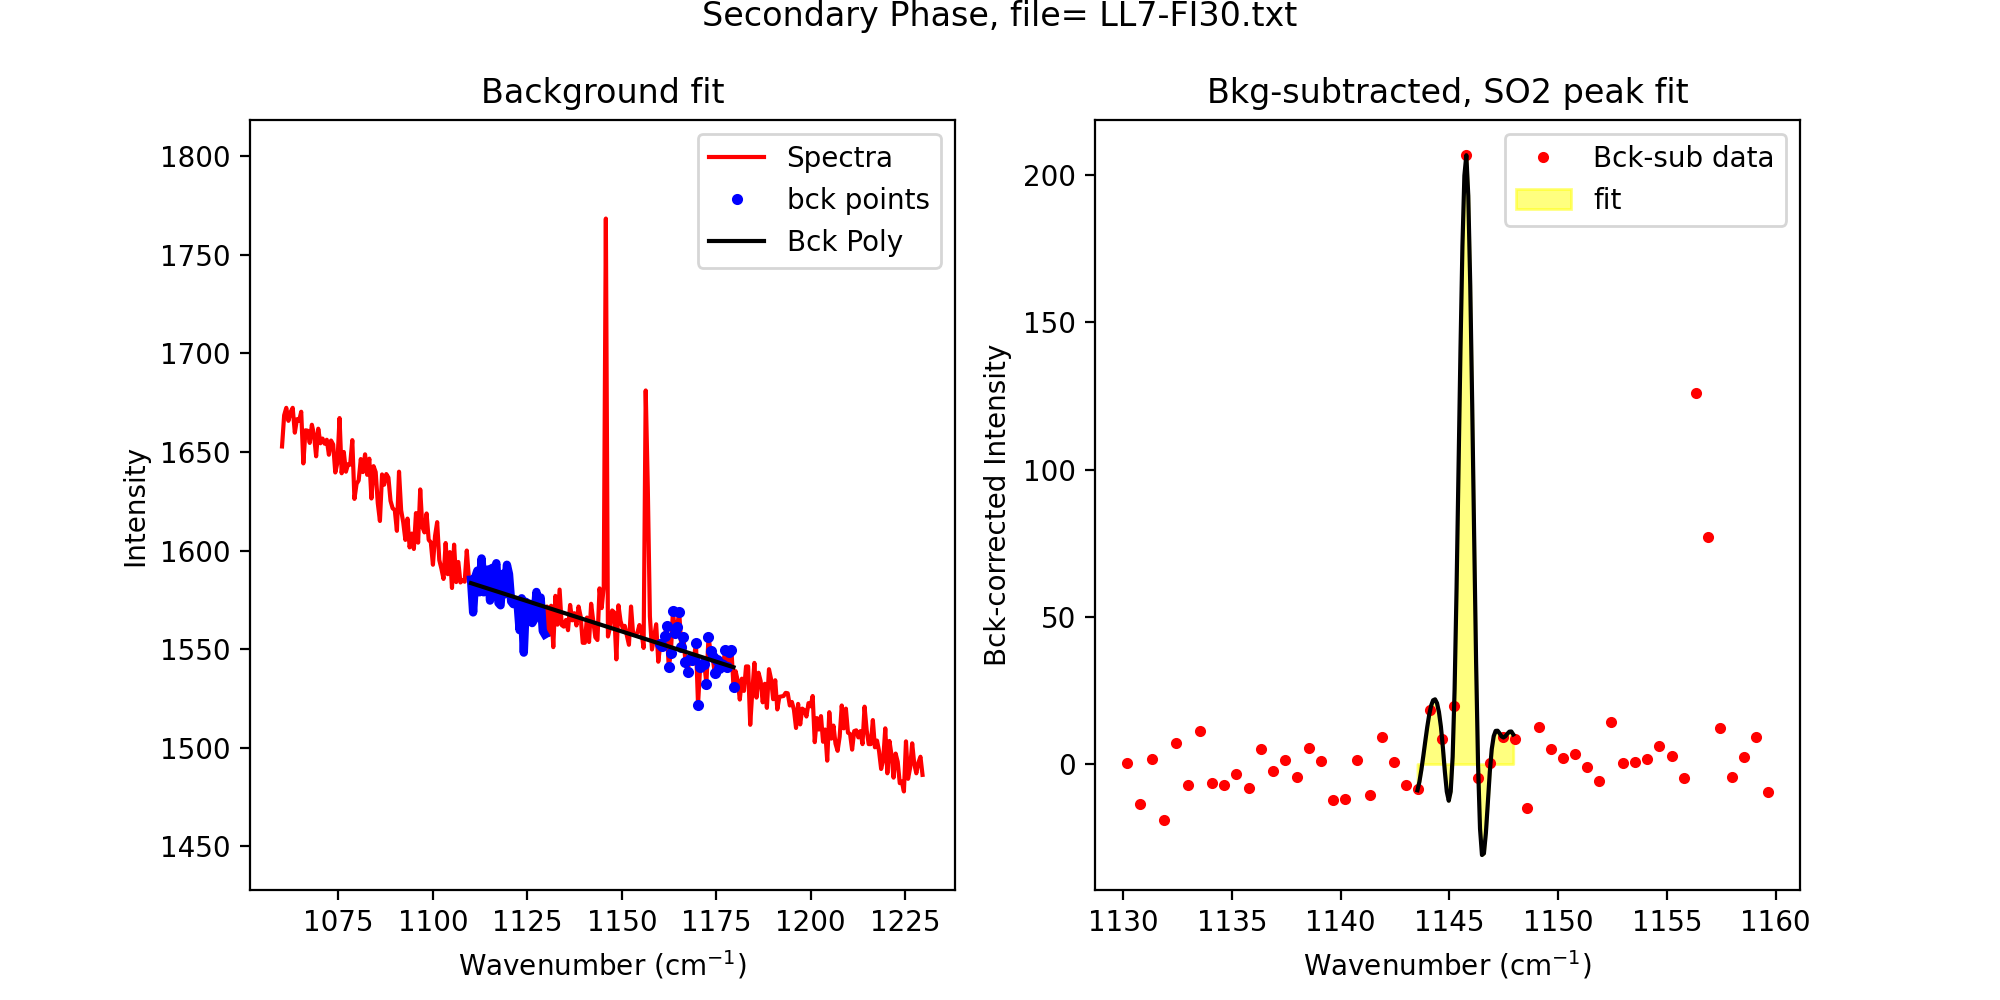 Secondary Phase, file= LL7-FI30.txt
Background fit
Spectra
bck points
Bck Poly
1800
1750
1700
1650
1600
1550
1500
1450
Intensity
1075 1100 1125 1150 1175 1200 1225
Wavenumber (cm⁻¹)
Bkg-subtracted, SO2 peak fit
Bck-sub data
fit
200
150
100
50
0
Bck-corrected Intensity
1130 1135 1140 1145 1150 1155 1160
Wavenumber (cm⁻¹)